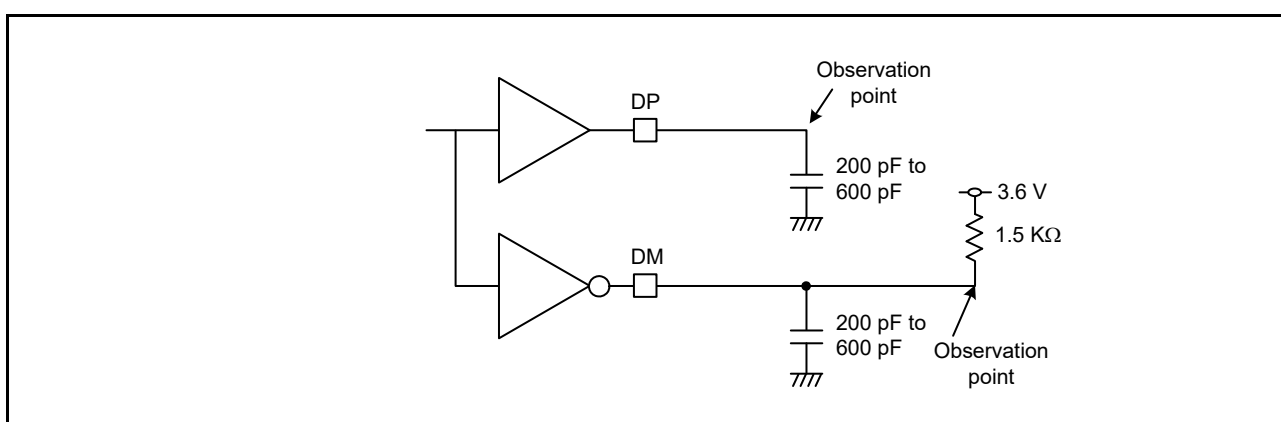 Observation
point
DP
200 pF to
600 pF
3.6 V
1.5 KΩ
DM
200 pF to
600 pF
Observation
point